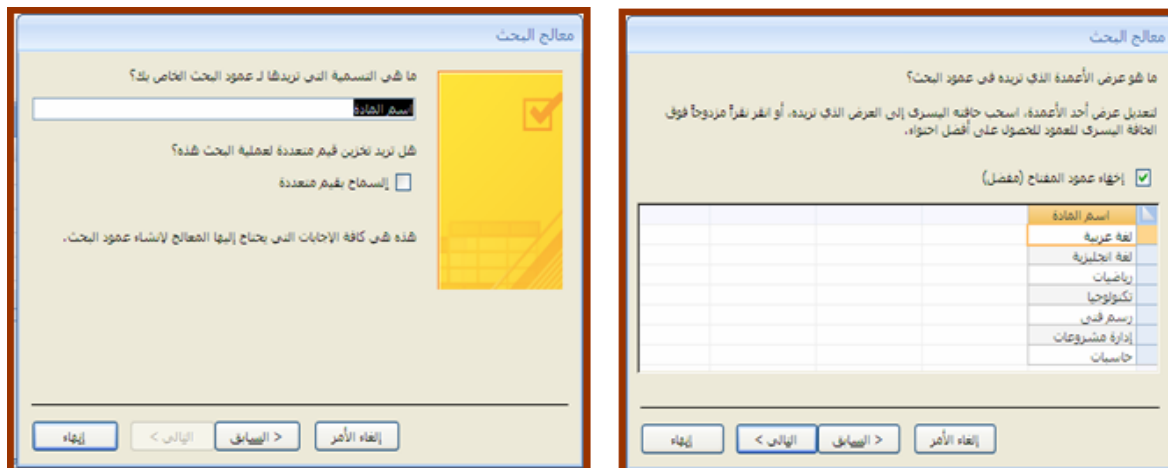 معالج البحث
ما هو عرض الأعمدة الذي تريده في عمود البحث؟
لتعديل عرض أحد الأعمدة، اسحب حافته اليسرى إلى العرض الذي تريده، أو انقر نقراً مزدوجاً فوق
الحافة اليسرى للعمود للحصول على أفضل احتواء.
إخفاء عمود المفتاح (مفضل)
اسم المادة
لغة عربية
لغة انجليزية
رياضيات
تكنولوجيا
رسم فني
إدارة مشروعات
حاسبات
إلغاء الأمر
< السابق
التالي >
إنهاء
معالج البحث
ما هي التسمية التي تريدها لـ عمود البحث الخاص بك؟
اسم المادة
هل تريد تخزين قيم متعددة لعملية البحث هذه؟
السماح بقيم متعددة
هذه هي كافة الإجابات التي يحتاج إليها المعالج لإنشاء عمود البحث.
إلغاء الأمر
< السابق
التالي >
إنهاء